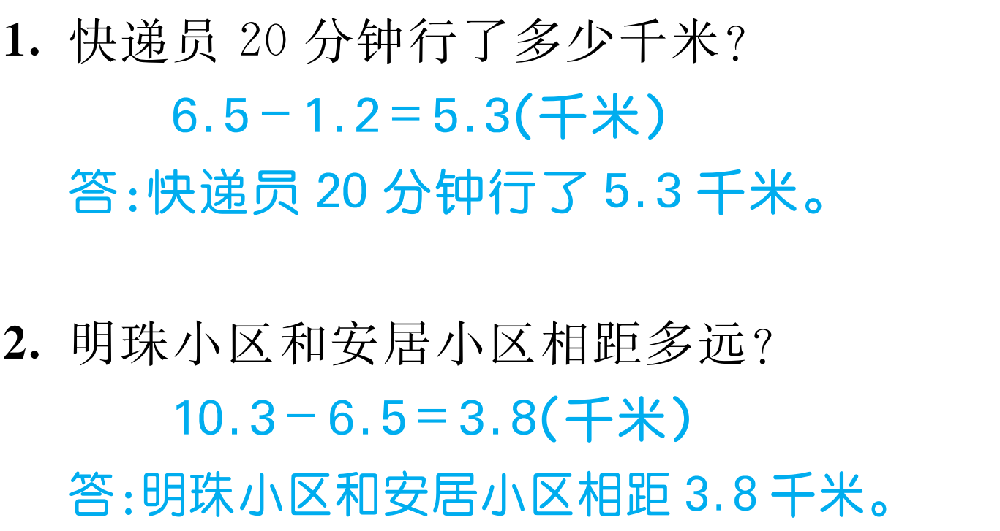 1. 快递员 20 分钟行了多少千米?
6.5-1.2=5.3(千米)
答:快递员 20 分钟行了 5.3 千米。
2. 明珠小区和安居小区相距多远?
10.3-6.5=3.8(千米)
答:明珠小区和安居小区相距 3.8 千米。